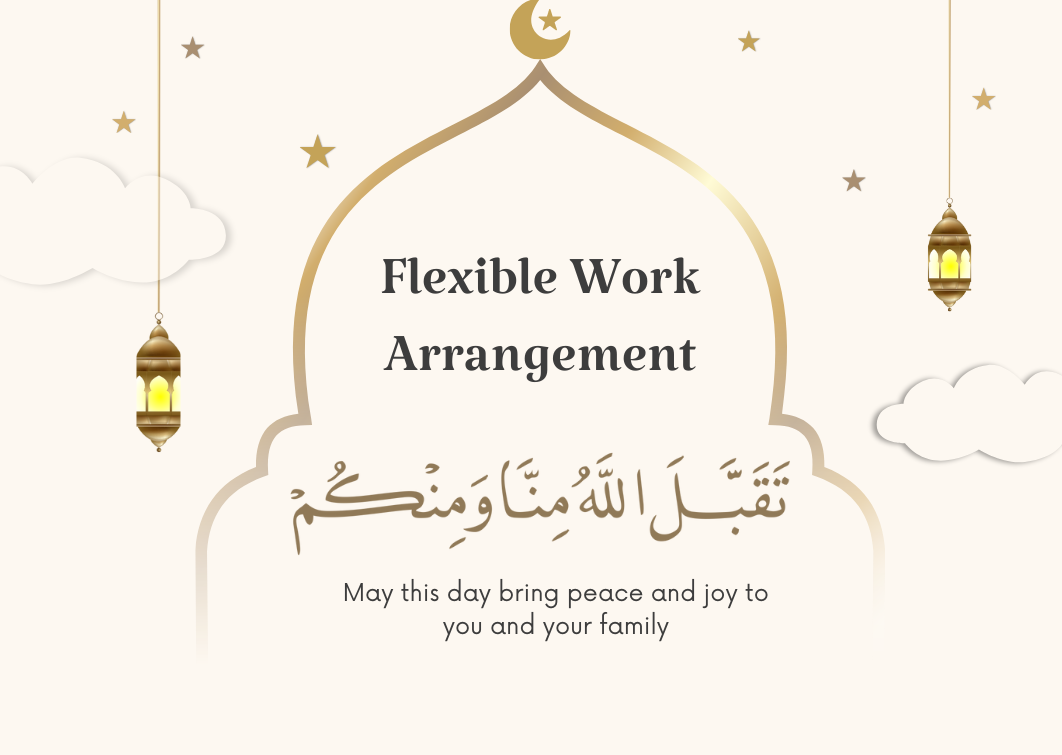 Flexible Work
Arrangement
تَقَبَّلَ اللَّهُ مِنَّا وَمِنْكُمْ
May this day bring peace and joy to
you and your family